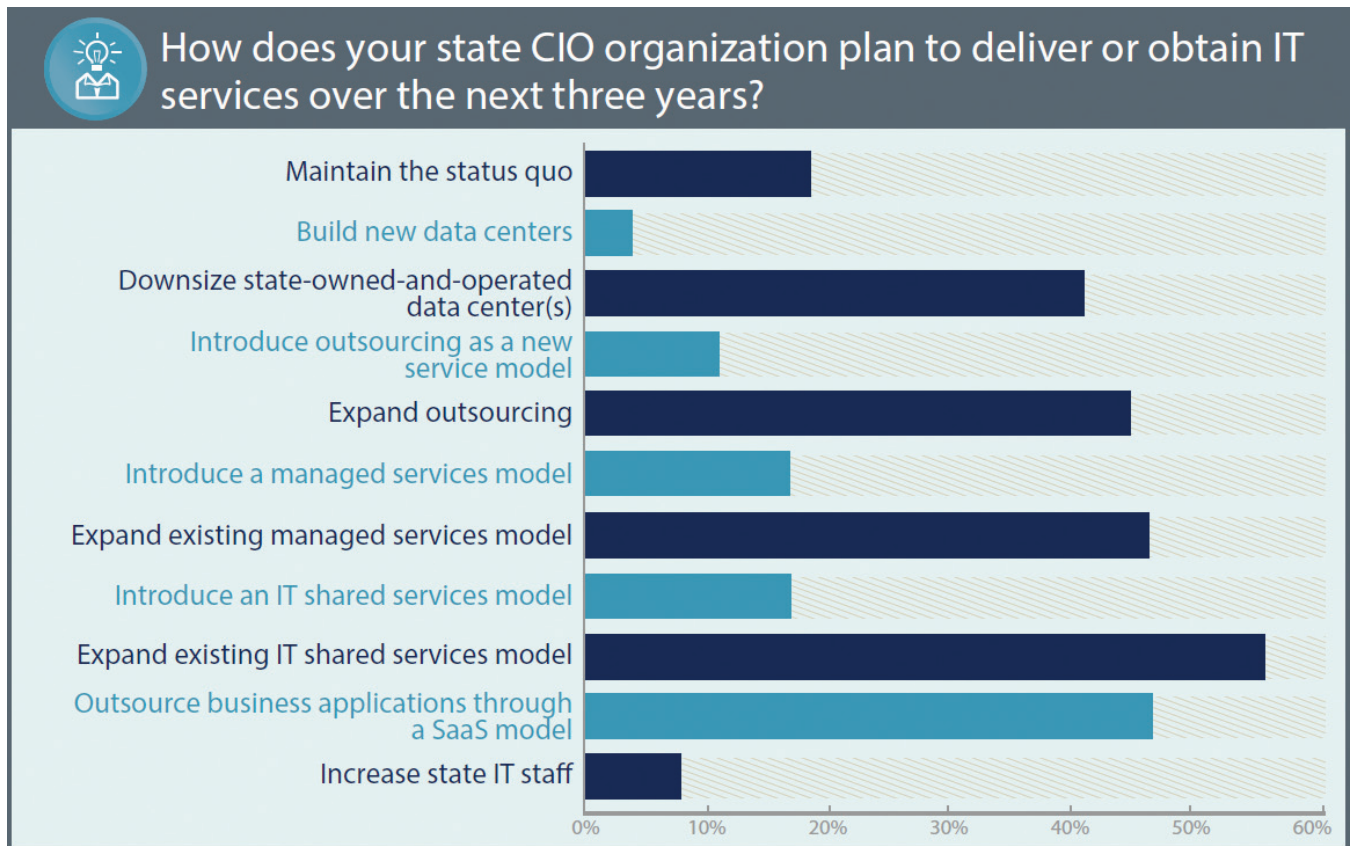 How does your state CIO organization plan to deliver or obtain IT
services over the next three years?
Maintain the status quo
Build new data centers
Downsize state-owned-and-operated
data center(s)
Introduce outsourcing as a new
service model
Expand outsourcing
Introduce a managed services model
Expand existing managed services model
Introduce an IT shared services model
Expand existing IT shared services model
Outsource business applications through
a SaaS model
Increase state IT staff
0% 10% 20% 30% 40% 50% 60%